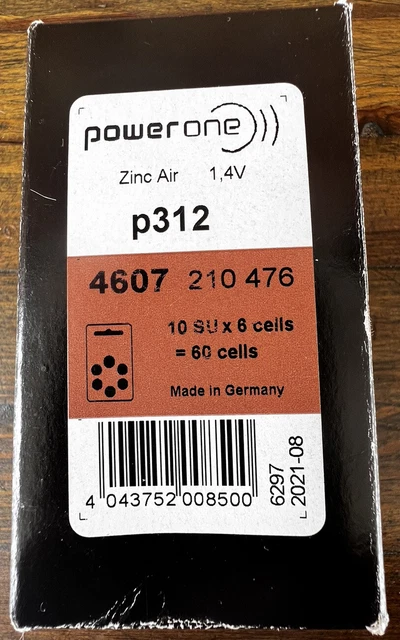 powerone
Zinc Air 1,4V
p312
4607 210 476
10 SU x 6 cells
= 60 cells
Made in Germany
4 043752 008500
6297
2021-08